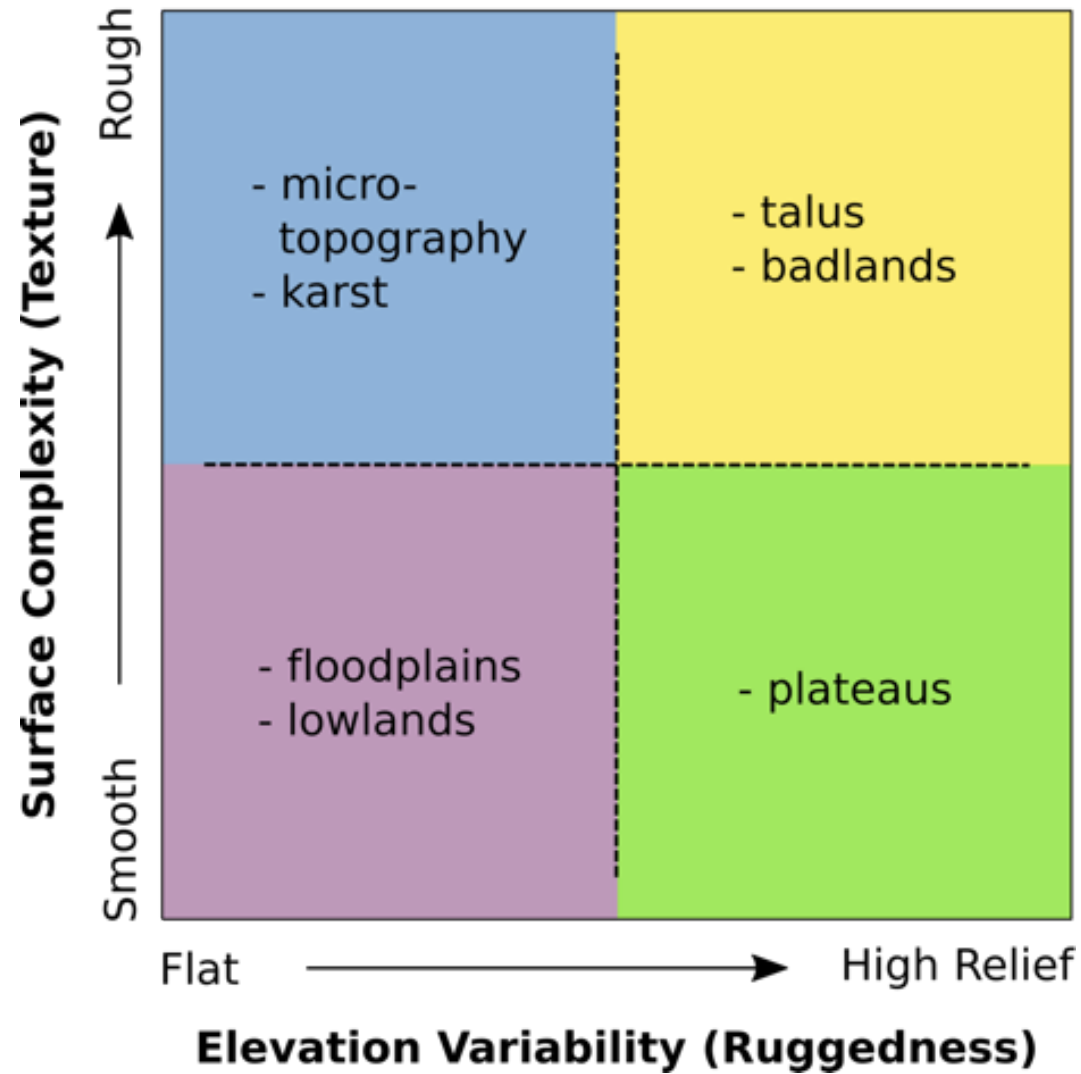 Rough
Surface Complexity (Texture)
Smooth
- micro-
topography
- karst
- talus
- badlands
- floodplains
- lowlands
- plateaus
Flat
High Relief
Elevation Variability (Ruggedness)